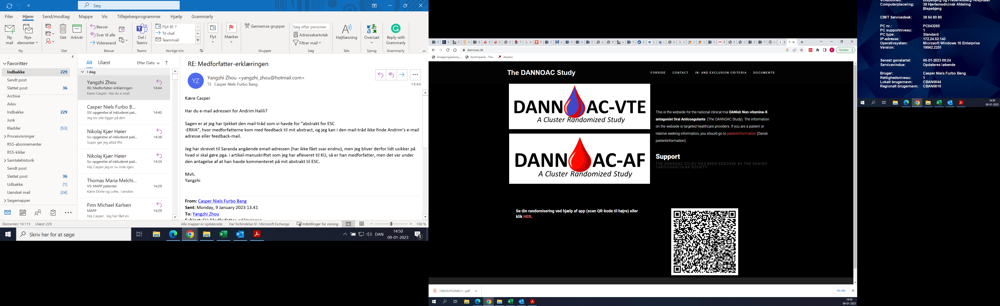 Søg
Filer Hjem Send/modtag Mappe Vis Tilføjelsesprogrammer Hjælp Grammarly
Ny
mail
Nye
elementer
Ny
Slet
Arkivér
Slet
Besvar
Svar til alle
Videresend
Besvar
Del i
Teams
Teams
Flyt til: ?
Til chef
Teammail
Hurtige trin
Flyt
Mærker
Gennemse grupper
Grupper
Søg efter personer
Adressekartotek
Filtrer mail
Søg
Højtlæsning
Tale
Oversæt
Sprog
Reply with
Grammarly
Grammarly
Favoritter
Indbakke 229
Sendt post
Slettet post 36
Archive
Arkiv
Indbakke 229
Junk
Kladder [53]
Procesvisninger
RSS-abonnementer
RSS-kilder
Samtalehistorik
Sendt post
Slettet post 36
Udbakke [1]
Uønsket mail [24]
Søgemapper
Alt Ulæst Efter Dato
I dag
Yangzhi Zhou
RE: Medforfatter-erklæringen 14:44
Kære Casper Har du e-mail
Casper Niels Furbo B...
SV: opgørelse af inkluderet pat... 14:40
Jeg tor site ligger på den
Nikolaj Kjær Høier
Sv: opgørelse af inkluderet pati... 14:38
Super gør jeg altså ifht
Nikolaj Kjær Høier
Sv: opgørelse af inkluderet pati... 14:34
Hej Casper jeg er nu inde igen
Thomas Maria Melchi...
VS: MAPP patienter 14:29
Kære Dorte og Lotte, I ønskes
Finn Michael Karlsen
MAPP 14:29
Hej Casper. Jeg har fået en
RE: Medforfatter-erklæringen
YZ
Yangzhi Zhou <yangzhi_zhou@hotmail.com>
Til Casper Niels Furbo Bang 14:44
Kære Casper
Har du e-mail adressen for Andrim Halili?
Sagen er at jeg har tjekket den mail-tråd som vi havde for ”abstrakt for ESC
-ERHA”, hvor medforfatterne kom med feedback til mit abstract, og jeg kan i den mail-tråd ikke finde Andrim’s e-mail
adresse eller feedback-mail.
Jeg har skrevet til Saranda angående email-adressen (har ikke fået svar endnu), men jeg bliver derfor lidt usikker på
hvad vi skal gøre pga. i artikel-manuskriftet som jeg har afleveret til KU, så er han medforfatter, men det var under
den antagelse af at han havde kommenteret på mit abstrakt til ESC.
Mvh.
Yangzhi
From: Casper Niels Furbo Bang
Sent: Monday, 9 January 2023 13.41
To: Yangzhi Zhou
Subject: SV: Medforfatter-erklæringen
Elementer: 10.115 Ulæst: 229 Alle mapper er opdaterede. Har forbindelse til : Microsoft Exchange Indstillinger for visning 100 %
Skriv her for at søge
DAN
14:50
09-01-2023
1
dannoac.dk
Opdater
Ansøgningsskema_... Kontrolpanel ‹ The... Absalon
The DANNOAC Study
FORSIDE CONTACT IN- AND EXCLUSION CRITERIA DOCUMENTS
DANN AC-VTE
A Cluster Randomized Study
DANN AC-AF
A Cluster Randomized Study
This is the webside for the national clinical trial DANish Non-vitamine-K
antagonist Oral Anticoagulants (The DANNOAC Study). The information
on the webside is targeted healthcare providers. If you are a patient or
relative seeking information, you should go to patientinformation (Dansk
patientinformation).
Support
THE DANNOAC STUDY HAS BEEN ENDORSE BY THE DANISH
CARDIOVASCULAR SOCIETY
Se din randomisering ved hjælp af app (scan QR-kode til højre) eller
klik HER.
CIRCOUTCOMES.1....pdf
Vis alle
14:50
09-01-2023
Computerplacering: 38 Hjertemedicinsk Afdeling
Bispebjerg
CIMT Servicedesk: 38 64 80 80
PC nr.: PC043265
PC supportniveau: 1
PC type: Standard
IP-adresse: 172.24.52.143
Operativsystem: Microsoft Windows 10 Enterprise
Version: 19042.2251
Senest genstartet: 06-01-2023 09:24
Servicevindue: Opdateres løbende
Bruger: Casper Niels Furbo Bang
Rettighedsniveau: 1
Lokalt brugernavn: CBAN0044
Regionalt brugernavn: CBAN0010
14:50
09-01-2023